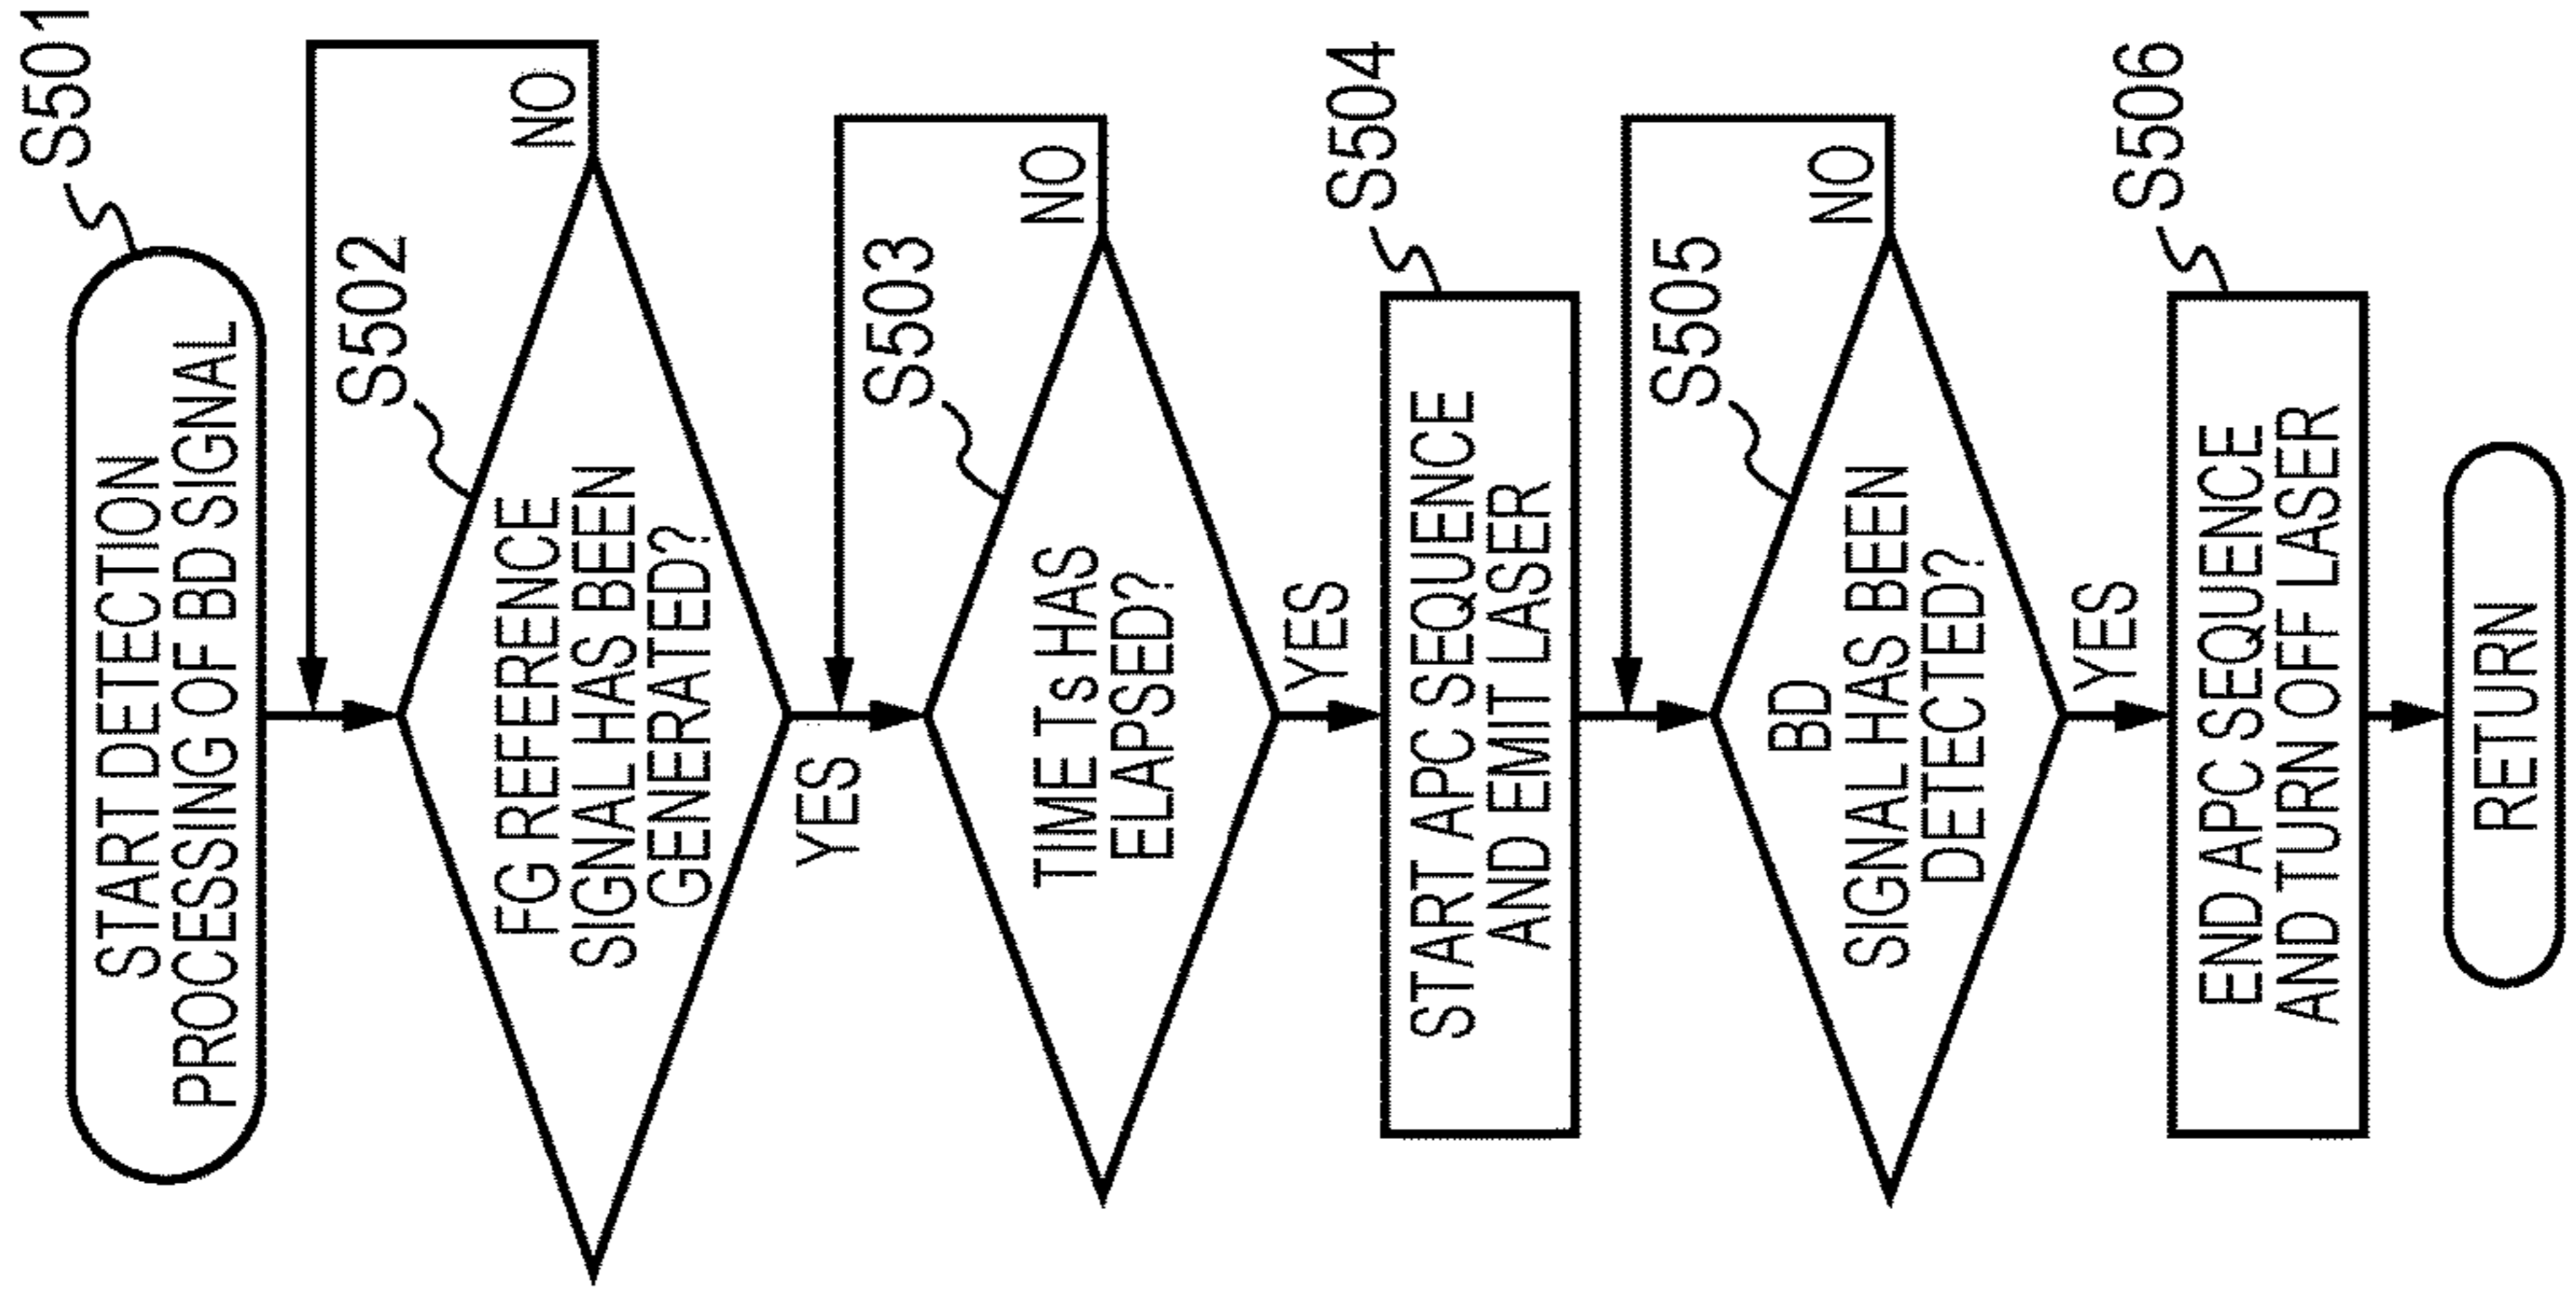 S501
START DETECTION
PROCESSING OF BD SIGNAL
S502
FG REFERENCE
SIGNAL HAS BEEN
GENERATED?
NO
YES
S503
TIME Ts HAS
ELAPSED?
NO
YES
S504
START APC SEQUENCE
AND EMIT LASER
S505
BD
SIGNAL HAS BEEN
DETECTED?
NO
YES
S506
END APC SEQUENCE
AND TURN OFF LASER
RETURN